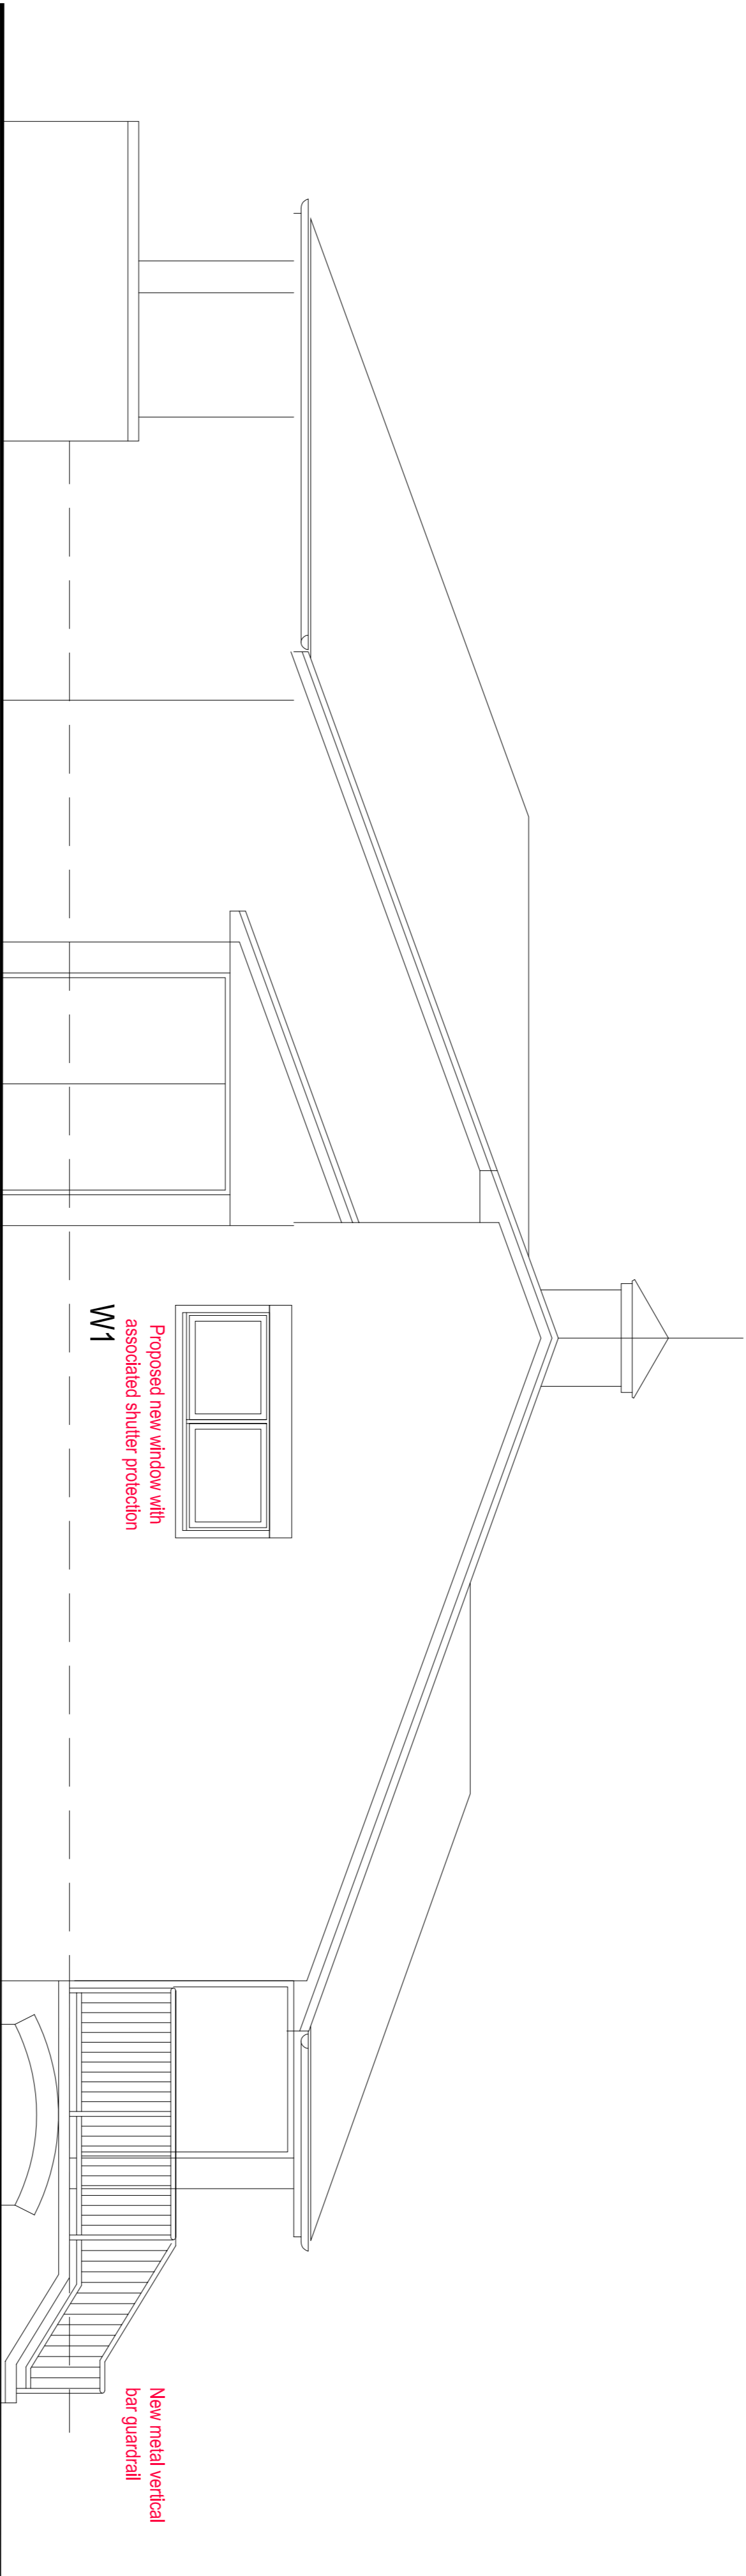 Proposed new window with
associated shutter protection
W1
New metal vertical
bar guardrail